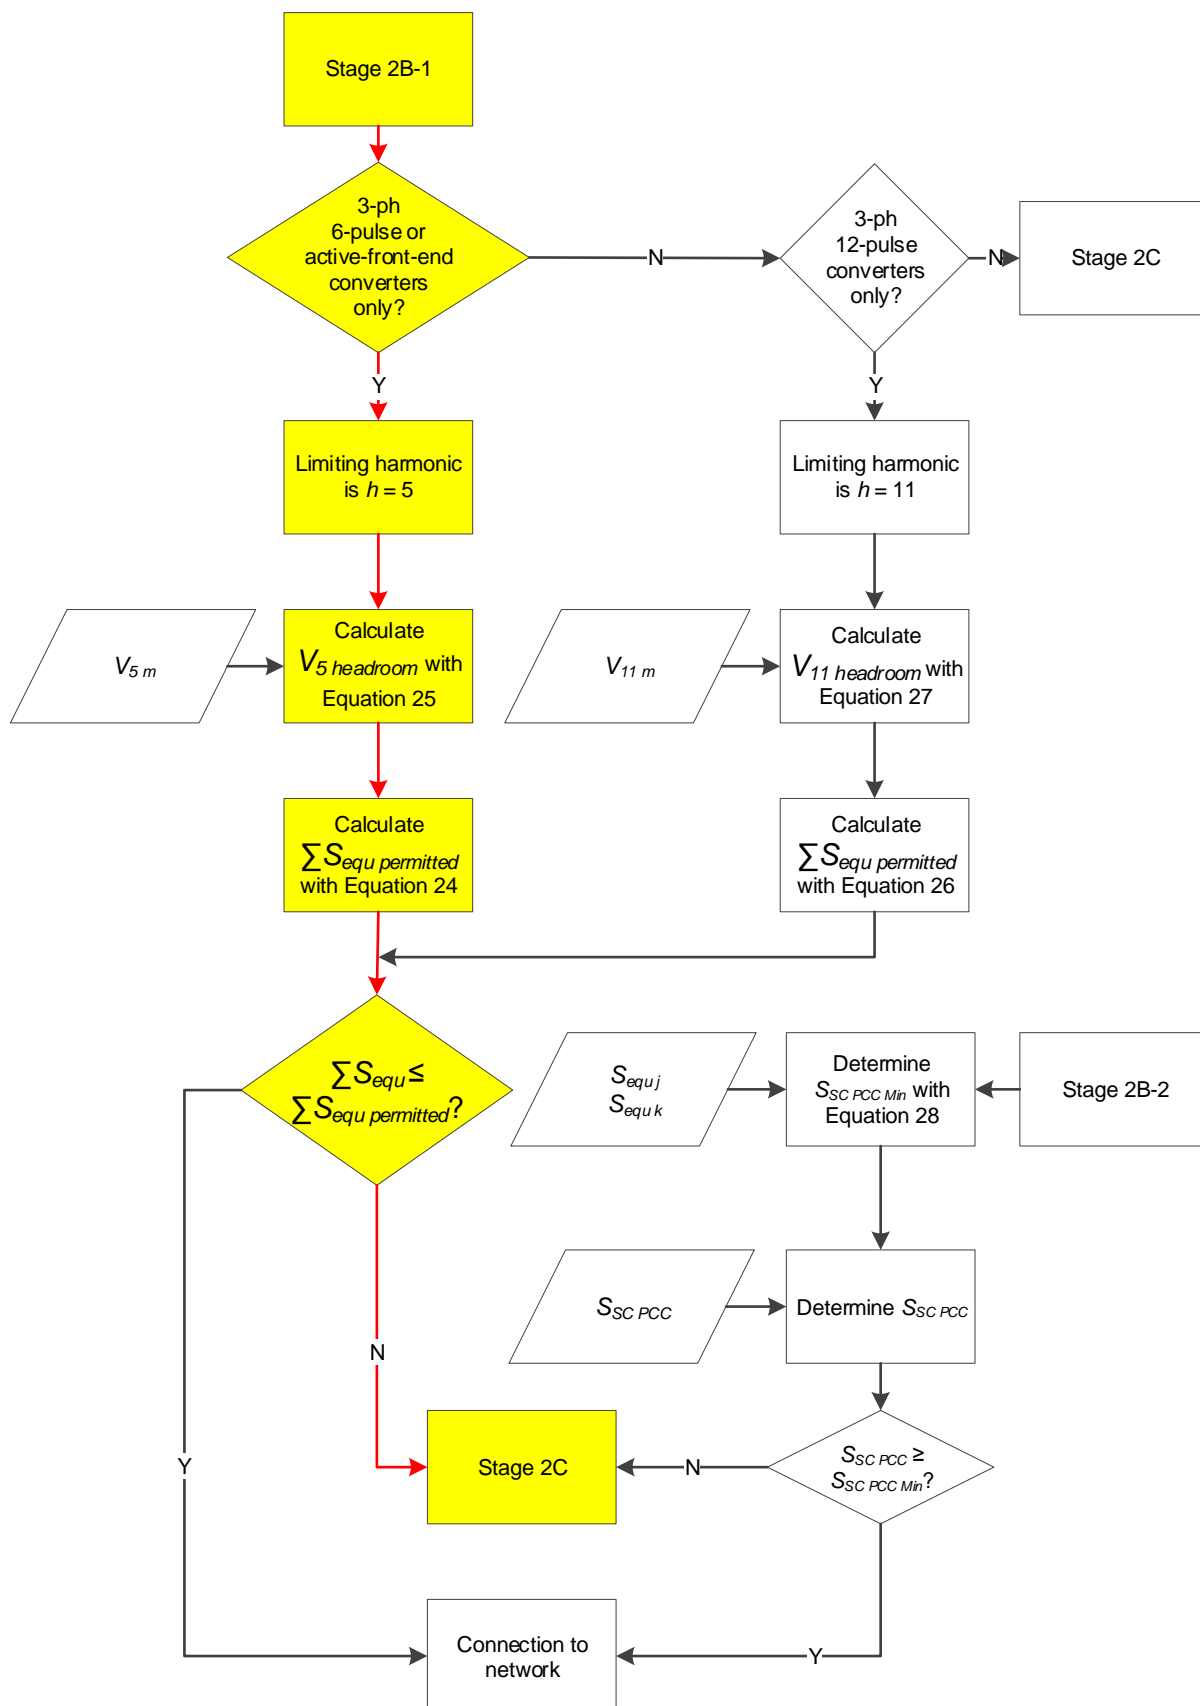 Stage 2B-1
3-ph
6-pulse or
active-front-end
converters
only?
N
3-ph
12-pulse
converters
only?
N
Stage 2C
Y
Y
Limiting harmonic
is h = 5
Limiting harmonic
is h = 11
V5 m
Calculate
V5 headroom with
Equation 25
V11 m
Calculate
V11 headroom with
Equation 27
Calculate
∑Sequ permitted
with Equation 24
Calculate
∑Sequ permitted
with Equation 26
∑Sequ ≤
∑Sequ permitted?
Sequ j
Sequ k
Determine
SSC PCC Min with
Equation 28
Stage 2B-2
SSC PCC
Determine SSC PCC
N
Y
Stage 2C
N
SSC PCC ≥
SSC PCC Min?
Connection to
network
Y